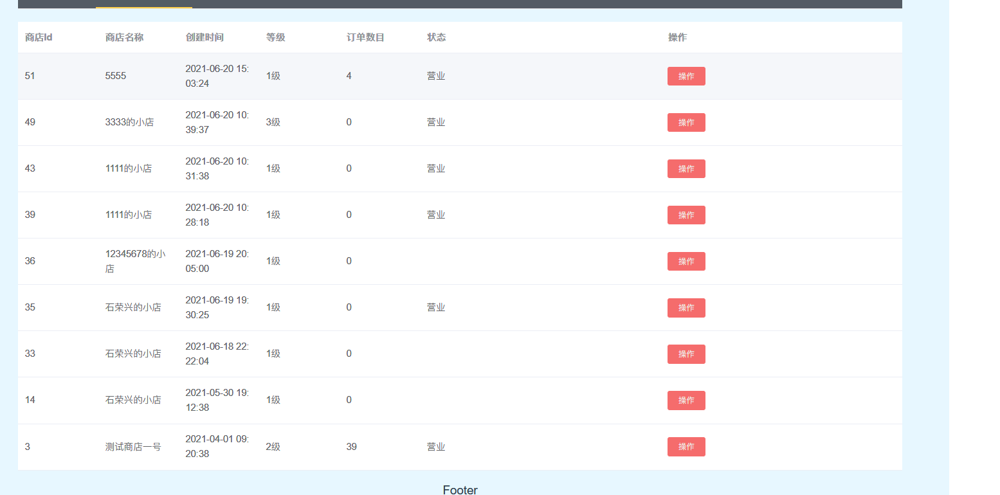 商店Id 商店名称 创建时间 等级 订单数目 状态 操作
51 5555 2021-06-20 15:
03:24 1级 4 营业 操作
49 3333的小店 2021-06-20 10:
39:37 3级 0 营业 操作
43 1111的小店 2021-06-20 10:
31:38 1级 0 营业 操作
39 1111的小店 2021-06-20 10:
28:18 1级 0 营业 操作
36 12345678的小
店 2021-06-19 20:
05:00 1级 0 操作
35 石荣兴的小店 2021-06-19 19:
30:25 1级 0 营业 操作
33 石荣兴的小店 2021-06-18 22:
22:04 1级 0 操作
14 石荣兴的小店 2021-05-30 19:
12:38 1级 0 操作
3 测试商店一号 2021-04-01 09:
20:38 2级 39 营业 操作
Footer